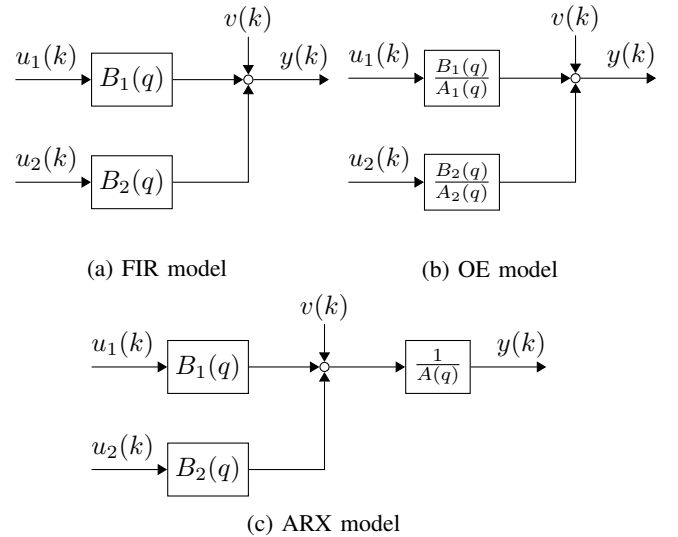 v(k)
u₁(k)
B₁(q)
y(k)
u₂(k)
B₂(q)
(a) FIR model
v(k)
u₁(k)
B₁(q)
A₁(q)
y(k)
u₂(k)
B₂(q)
A₂(q)
(b) OE model
v(k)
u₁(k)
B₁(q)
1
A(q)
y(k)
u₂(k)
B₂(q)
(c) ARX model